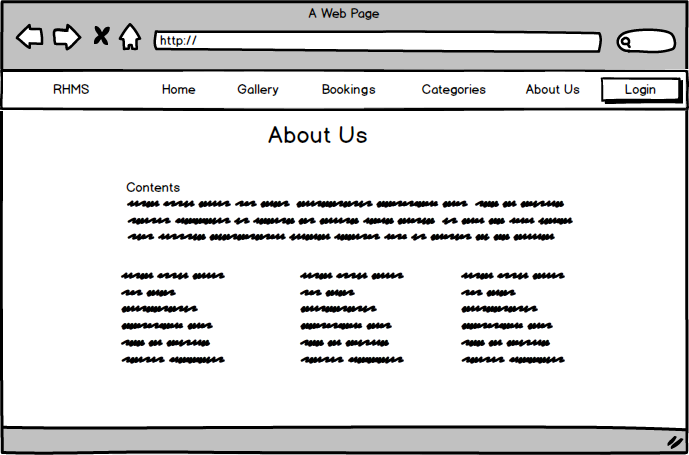 A Web Page
http://
RHMS Home Gallery Bookings Categories About Us Login
About Us
Contents